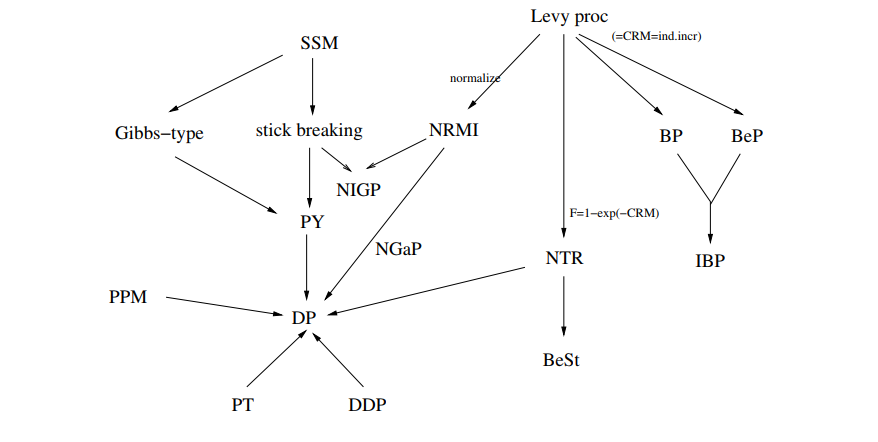 Levy proc
(=CRM=ind.incr)
SSM
normalize
Gibbs−type
stick breaking
NRMI
BP
BeP
NIGP
F=1−exp(−CRM)
PY
NGaP
NTR
IBP
PPM
DP
BeSt
PT
DDP